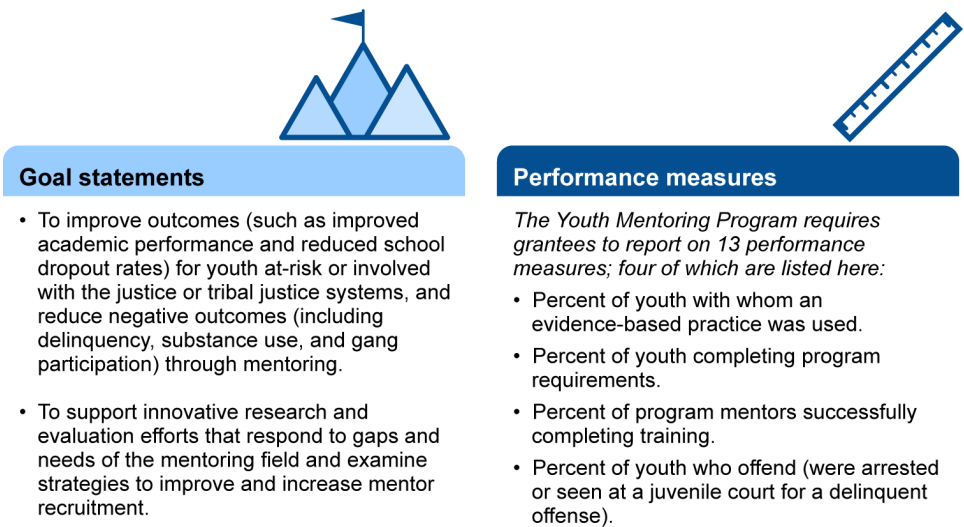 Goal statements
• To improve outcomes (such as improved
academic performance and reduced school
dropout rates) for youth at-risk or involved
with the justice or tribal justice systems, and
reduce negative outcomes (including
delinquency, substance use, and gang
participation) through mentoring.
• To support innovative research and
evaluation efforts that respond to gaps and
needs of the mentoring field and examine
strategies to improve and increase mentor
recruitment.
Performance measures
The Youth Mentoring Program requires
grantees to report on 13 performance
measures; four of which are listed here:
• Percent of youth with whom an
evidence-based practice was used.
• Percent of youth completing program
requirements.
• Percent of program mentors successfully
completing training.
• Percent of youth who offend (were arrested
or seen at a juvenile court for a delinquent
offense).